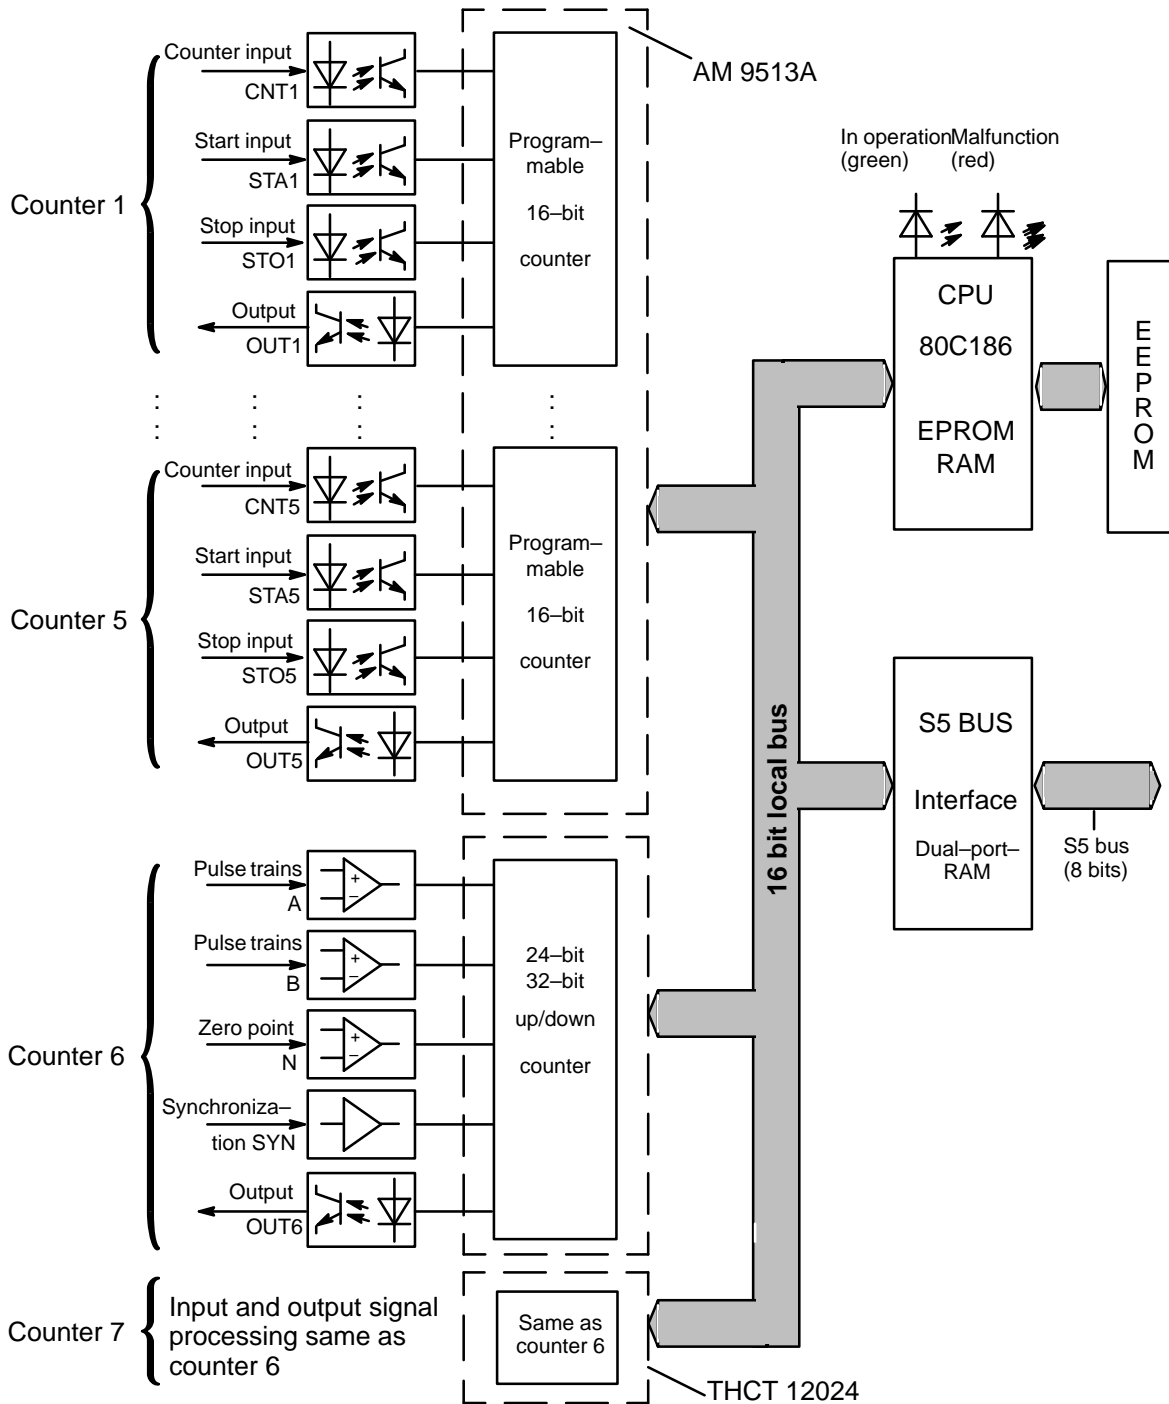 Counter 1
Counter input
CNT1
Start input
STA1
Stop input
STO1
Output
OUT1
Program–
mable
16–bit
counter
AM 9513A
Counter 5
Counter input
CNT5
Start input
STA5
Stop input
STO5
Output
OUT5
Program–
mable
16–bit
counter
Counter 6
Pulse trains
A
+
–
Pulse trains
B
+
–
Zero point
N
+
–
Synchroniza–
tion SYN
Output
OUT6
24–bit
32–bit
up/down
counter
Counter 7
Input and output signal
processing same as
counter 6
Same as
counter 6
THCT 12024
16 bit local bus
In operation Malfunction
(green) (red)
CPU
80C186
EPROM
RAM
EEPROM
S5 BUS
Interface
Dual–port–
RAM
S5 bus
(8 bits)